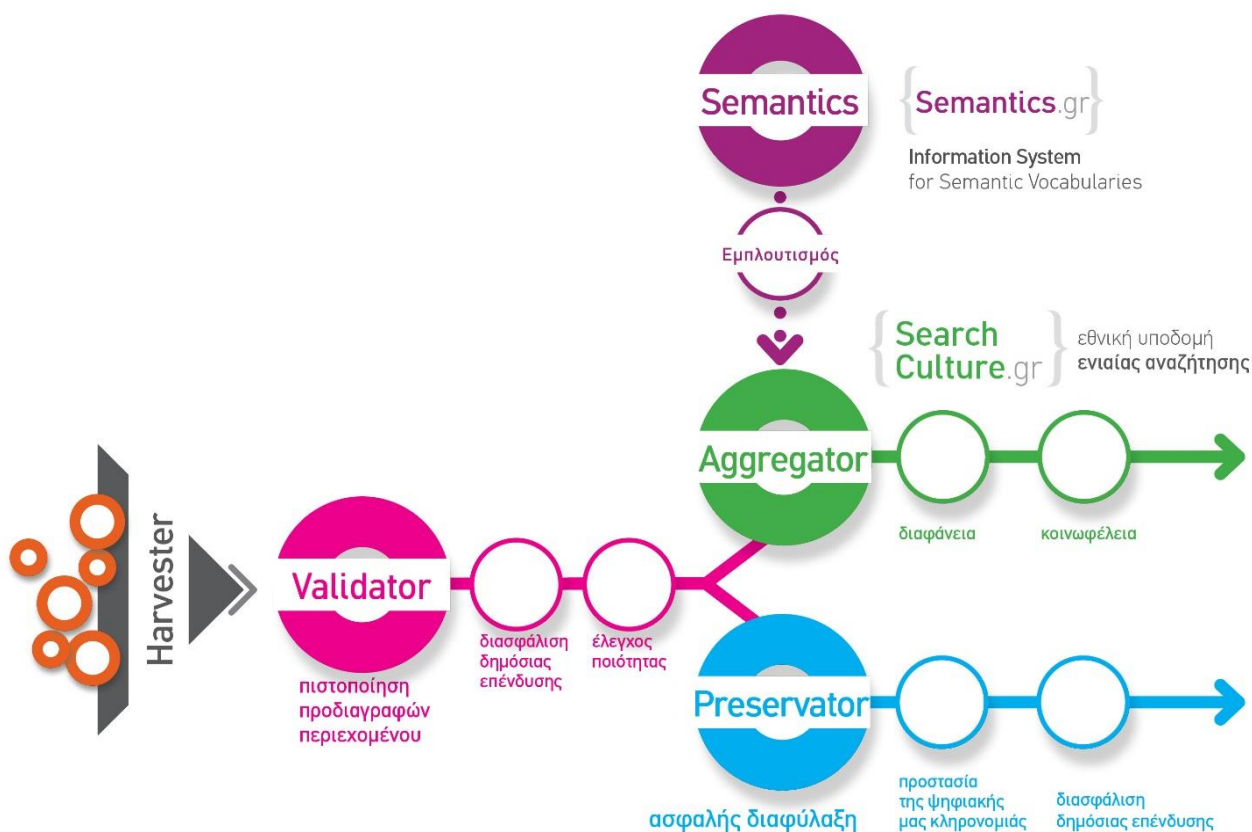 Semantics
{Semantics.gr}
Information System
for Semantic Vocabularies
Εμπλουτισμός
{Search
Culture.gr}
εθνική υποδομή
ενιαίας αναζήτησης
Aggregator
διαφάνεια
κοινωφέλεια
Harvester
Validator
πιστοποίηση
προδιαγραφών
περιεχομένου
διασφάλιση
δημόσιας
επένδυσης
έλεγχος
ποιότητας
Preservator
ασφαλής διαφύλαξη
προστασία
της ψηφιακής
μας κληρονομιάς
διασφάλιση
δημόσιας επένδυσης